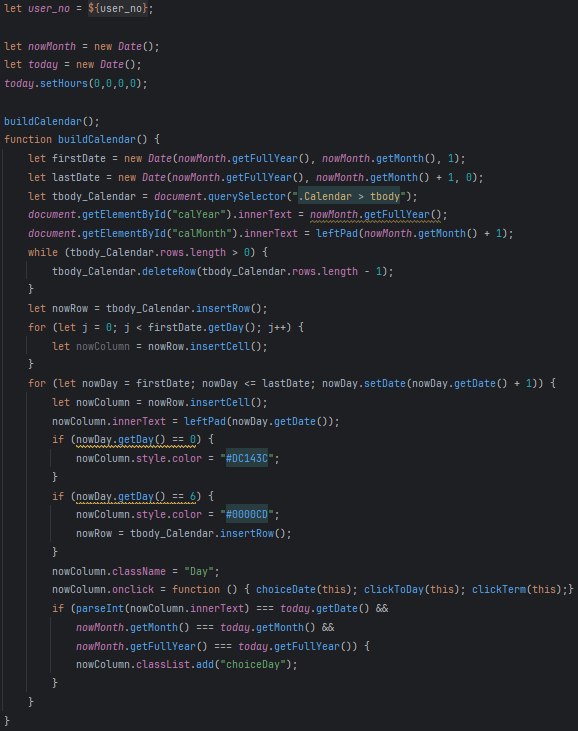 let user_no = ${user_no};
let nowMonth = new Date();
let today = new Date();
today.setHours(0,0,0,0);
buildCalendar();
function buildCalendar() {
    let firstDate = new Date(nowMonth.getFullYear(), nowMonth.getMonth(), 1);
    let lastDate = new Date(nowMonth.getFullYear(), nowMonth.getMonth() + 1, 0);
    let tbody_Calendar = document.querySelector(".Calendar > tbody");
    document.getElementById("calYear").innerText = nowMonth.getFullYear();
    document.getElementById("calMonth").innerText = leftPad(nowMonth.getMonth() + 1);
    while (tbody_Calendar.rows.length > 0) {
        tbody_Calendar.deleteRow(tbody_Calendar.rows.length - 1);
    }
    let nowRow = tbody_Calendar.insertRow();
    for (let j = 0; j < firstDate.getDay(); j++) {
        let nowColumn = nowRow.insertCell();
    }
    for (let nowDay = firstDate; nowDay <= lastDate; nowDay.setDate(nowDay.getDate() + 1)) {
        let nowColumn = nowRow.insertCell();
        nowColumn.innerText = leftPad(nowDay.getDate());
        if (nowDay.getDay() == 0) {
            nowColumn.style.color = "#DC143C";
        }
        if (nowDay.getDay() == 6) {
            nowColumn.style.color = "#0000CD";
            nowRow = tbody_Calendar.insertRow();
        }
        nowColumn.className = "Day";
        nowColumn.onclick = function () { choiceDate(this); clickToDay(this); clickTerm(this);}
        if (parseInt(nowColumn.innerText) === today.getDate() &&
            nowMonth.getMonth() === today.getMonth() &&
            nowMonth.getFullYear() === today.getFullYear()) {
            nowColumn.classList.add("choiceDay");
        }
    }
}